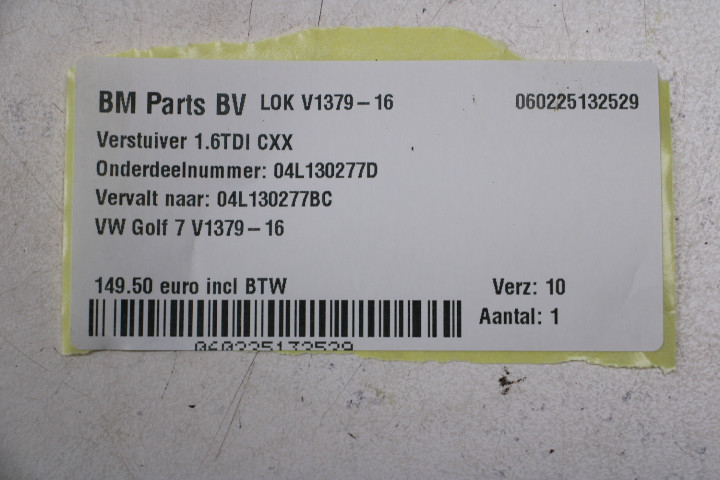 BM Parts BV LOK V1379-16 060225132529
Verstuiver 1.6TDI CXX
Onderdeelnummer: 04L130277D
Vervalt naar: 04L130277BC
VW Golf 7 V1379-16
149.50 euro incl BTW Verz: 10
Aantal: 1
060225132529